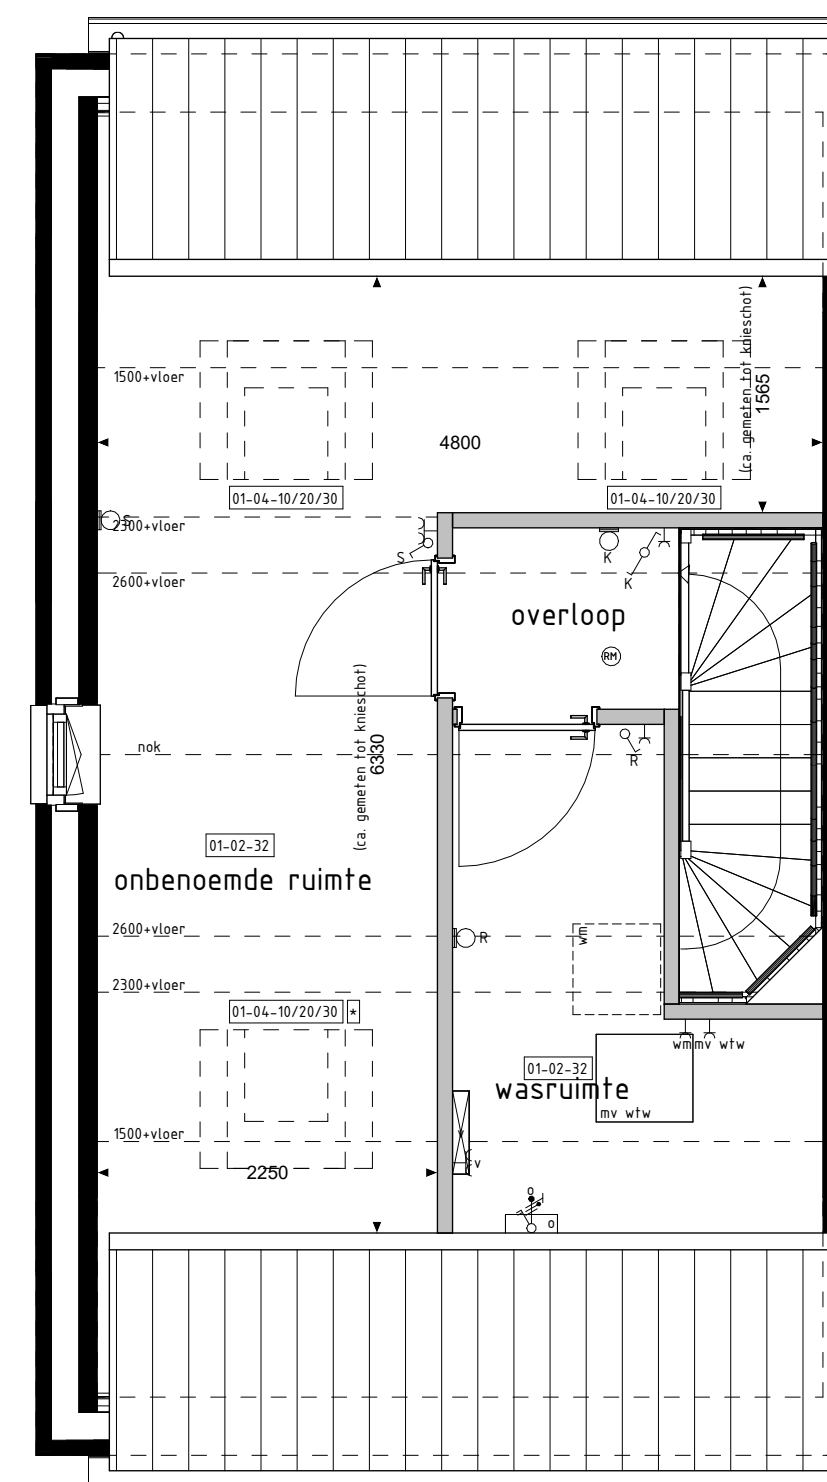 (ca. gemeten tot knieschot)
1565
1500+vloer
4800
01-04-10/20/30
01-04-10/20/30
S
2300+vloer
S
K
K
2600+vloer
overloop
RM
(ca. gemeten tot knieschot)
6330
nok
R
01-02-32
onbenoemde ruimte
2600+vloer
R
wm
2300+vloer
01-04-10/20/30 *
wm
mv wtw
01-02-32
wasruimte
mv wtw
1500+vloer
v
v
2250
o
o